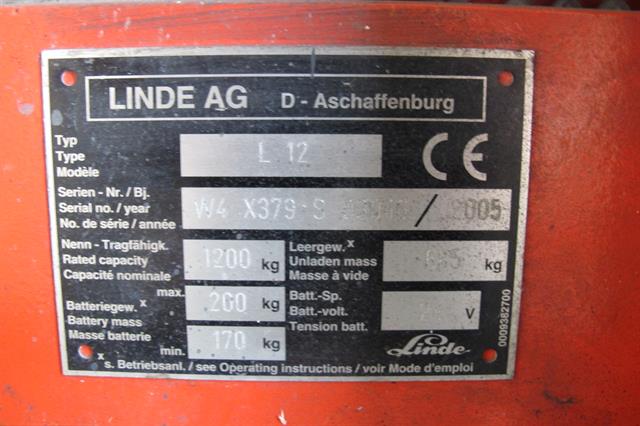 LINDE AG D - Aschaffenburg
Typ
Type
Modèle
L 12
CE
Serien - Nr. / Bj.
Serial no. / year
No. de série / année
W4 X379 S / 2005
Nenn - Tragfähigk.
Rated capacity
Capacité nominale
1200 kg
Leergew. x
Unladen mass
Masse à vide
kg
Batteriegew. x
Battery mass
Masse batterie
max. 260 kg
min. 170 kg
Batt.-Sp.
Batt.-volt.
Tension batt.
V
Linde
x s. Betriebsanl. / see Operating instructions / voir Mode d'emploi
0009382700